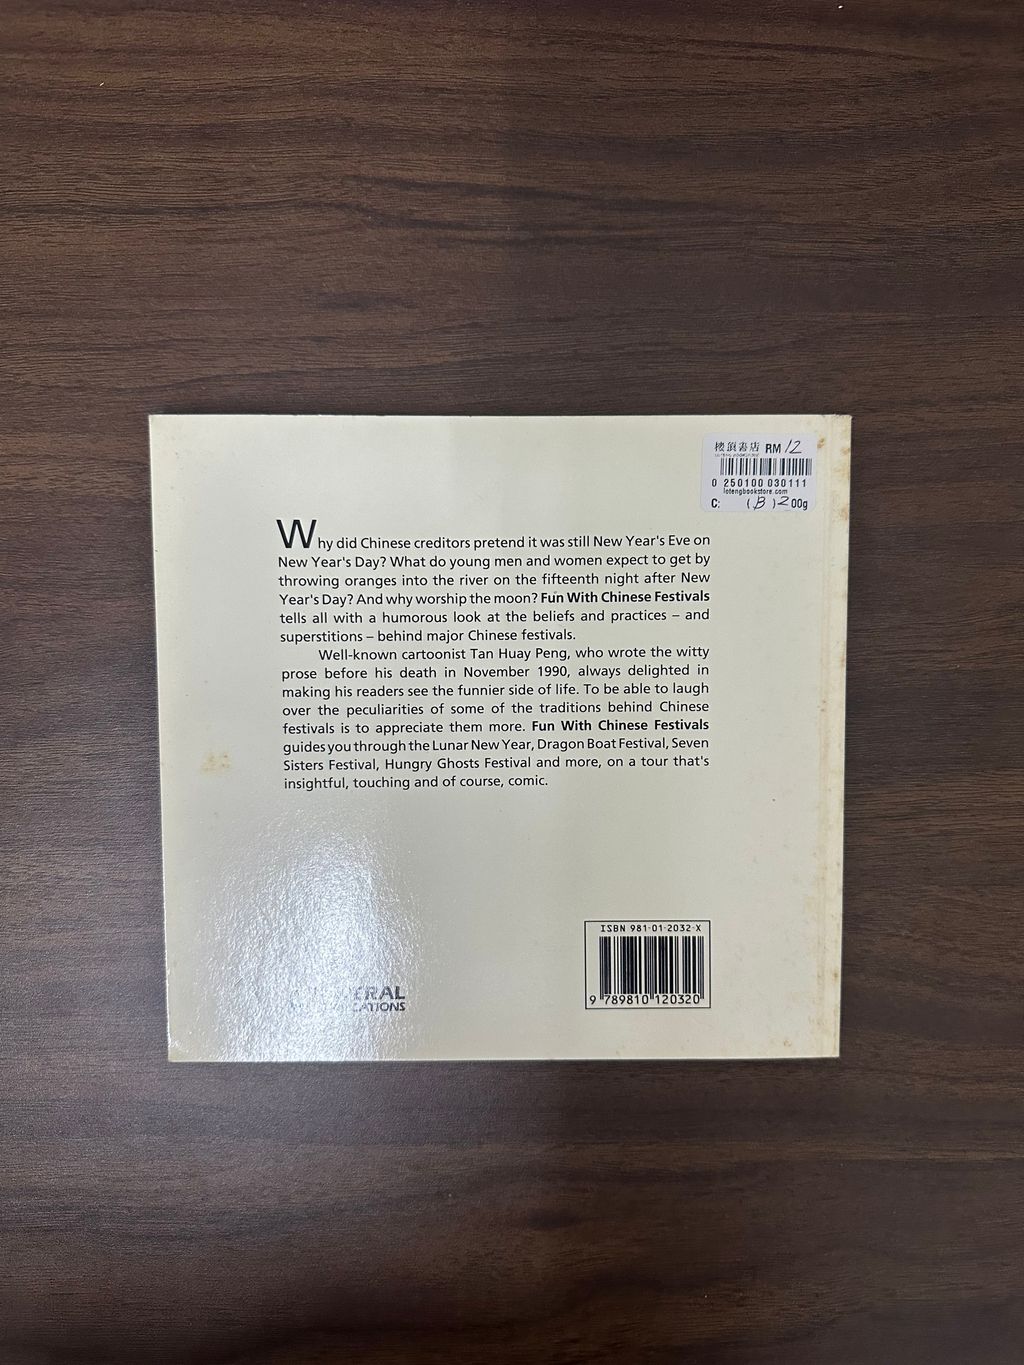 樓頂書店 RM 12
0 250100 030111
lotengbookstore.com
C: (B) 200g
Why did Chinese creditors pretend it was still New Year's Eve on
New Year's Day? What do young men and women expect to get by
throwing oranges into the river on the fifteenth night after New
Year's Day? And why worship the moon? Fun With Chinese Festivals
tells all with a humorous look at the beliefs and practices – and
superstitions – behind major Chinese festivals.
Well-known cartoonist Tan Huay Peng, who wrote the witty
prose before his death in November 1990, always delighted in
making his readers see the funnier side of life. To be able to laugh
over the peculiarities of some of the traditions behind Chinese
festivals is to appreciate them more. Fun With Chinese Festivals
guides you through the Lunar New Year, Dragon Boat Festival, Seven
Sisters Festival, Hungry Ghosts Festival and more, on a tour that's
insightful, touching and of course, comic.
ISBN 981-01-2032-X
9 789810 120320